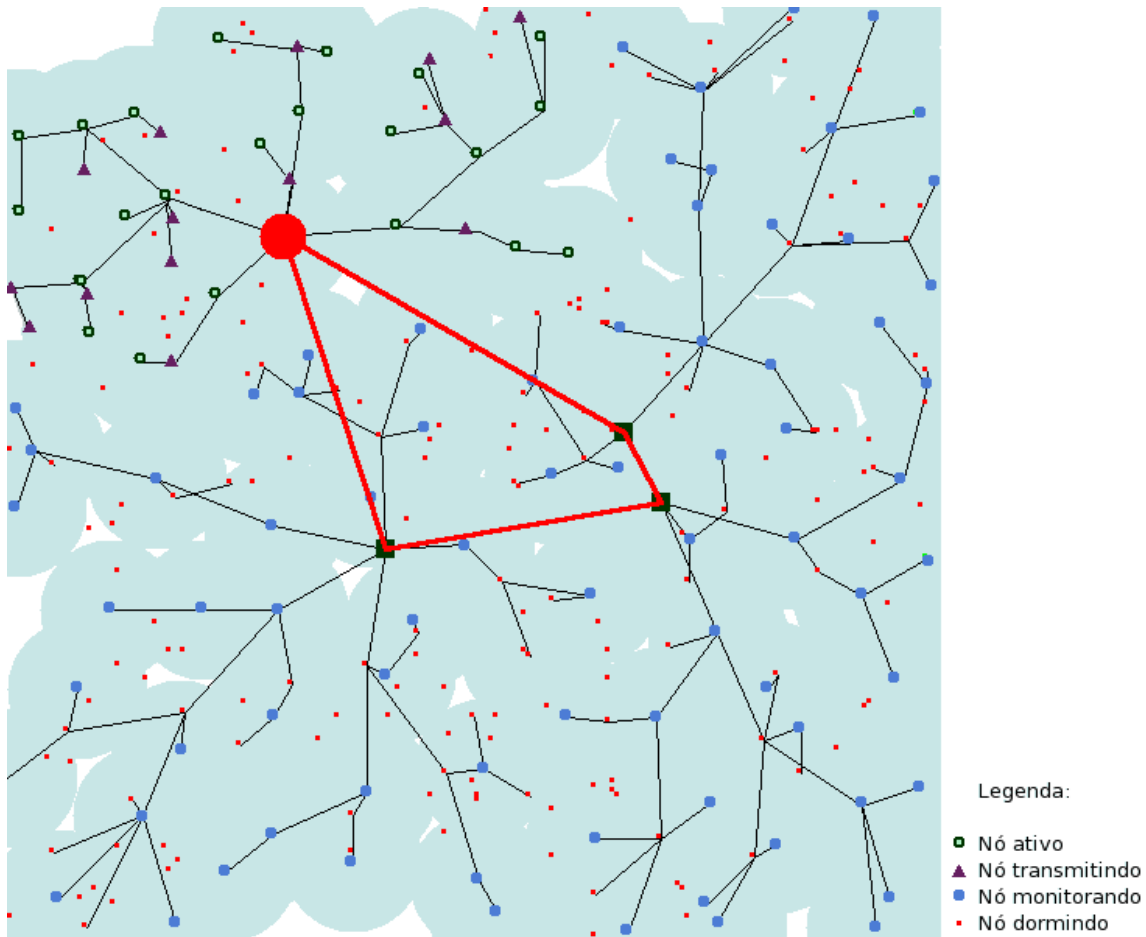 Legenda:
Nó ativo
Nó transmitindo
Nó monitorando
Nó dormindo